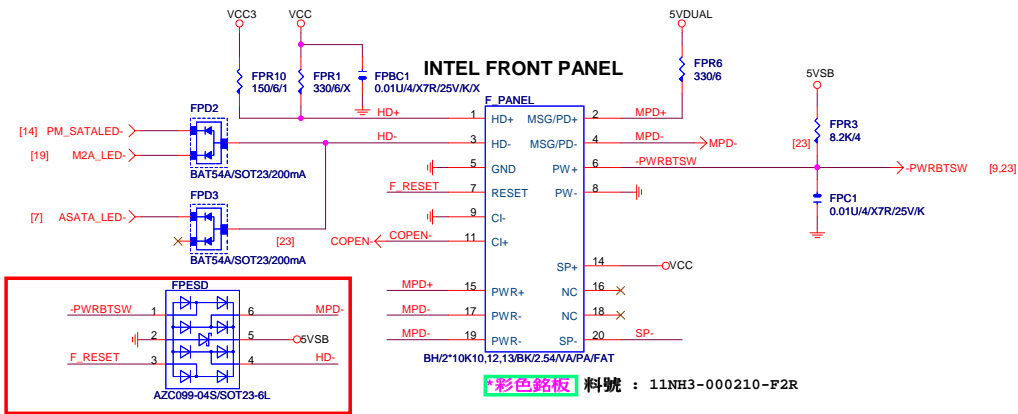 VCC3
VCC
5VDUAL
FPR10
150/6/1
FPR1
330/6/X
FPBC1
0.01U/4/X7R/25V/K/X
INTEL FRONT PANEL
FPR6
330/6
5VSB
FPR3
8.2K/4
FPD2
[14] PM_SATALED-
[19] M2A_LED-
BAT54A/SOT23/200mA
FPD3
[7] ASATA_LED-
BAT54A/SOT23/200mA
HD+
HD-
F_RESET
[23] COPEN- COPEN-
F_PANEL
1 HD+ MSG/PD+ 2 MPD+
3 HD- MSG/PD- 4 MPD- MPD-
5 GND PW+ 6 -PWRBTSW [23] -PWRBTSW [9,23]
7 RESET PW- 8
9 CI-
11 CI+
SP+ 14 VCC
MPD+ 15 PWR+ NC 16
MPD- 17 PWR- NC 18
MPD- 19 PWR- SP- 20 SP-
BH/2*10K10,12,13/BK/2.54/VA/PA/FAT
FPC1
0.01U/4/X7R/25V/K
FPESD
-PWRBTSW 1 6 MPD-
2 5 5VSB
F_RESET 3 4 HD-
AZC099-04S/SOT23-6L
*彩色銘板 料號 : 11NH3-000210-F2R